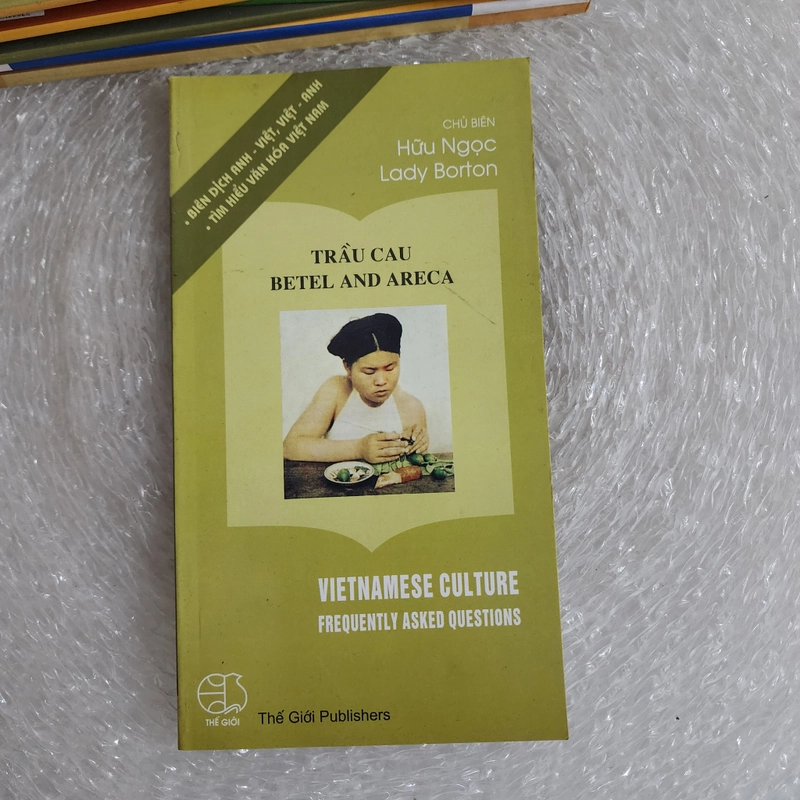 • BIÊN DỊCH ANH - VIỆT, VIỆT - ANH
• TÌM HIỂU VĂN HÓA VIỆT NAM
CHỦ BIÊN
Hữu Ngọc
Lady Borton
TRẦU CAU
BETEL AND ARECA
VIETNAMESE CULTURE
FREQUENTLY ASKED QUESTIONS
THẾ GIỚI
Thế Giới Publishers